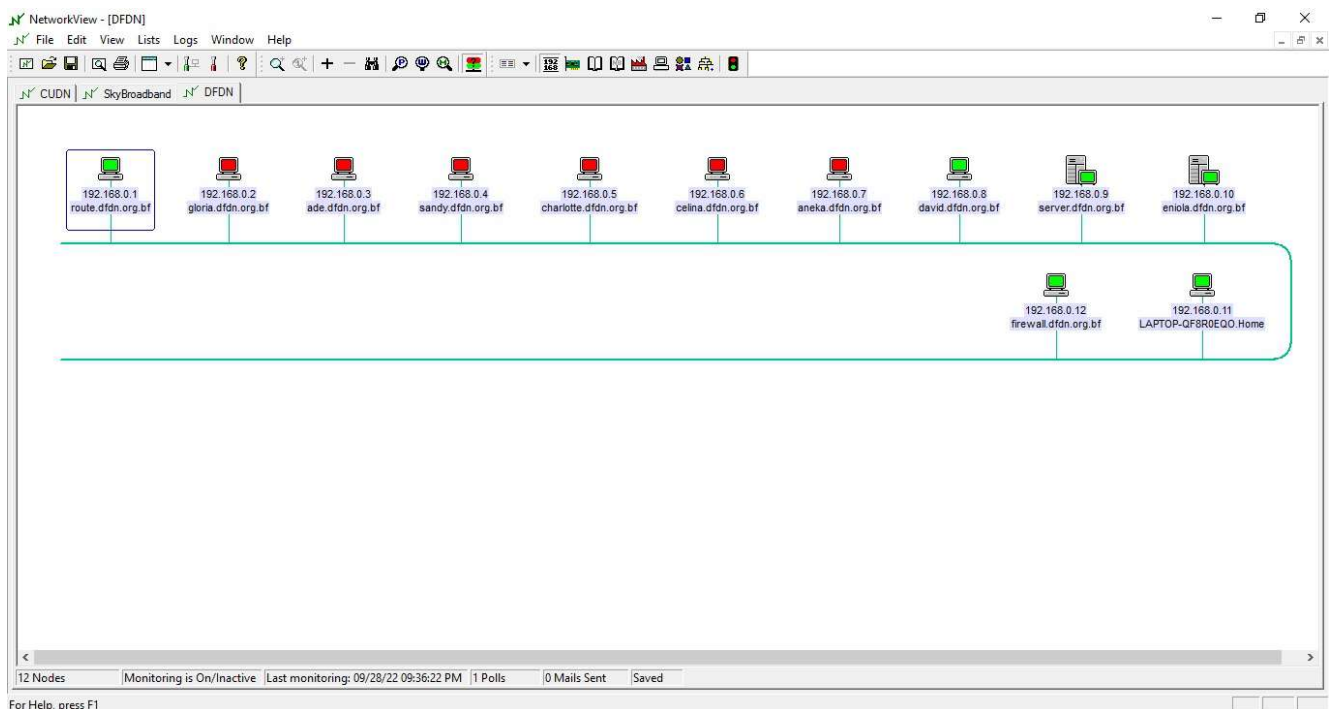 NetworkView - [DFDN]
File Edit View Lists Logs Window Help
192 168
CUDN SkyBroadband DFDN
192.168.0.1 192.168.0.2 192.168.0.3 192.168.0.4 192.168.0.5 192.168.0.6 192.168.0.7 192.168.0.8 192.168.0.9 192.168.0.10
route.dfdn.org.bf gloria.dfdn.org.bf ade.dfdn.org.bf sandy.dfdn.org.bf charlotte.dfdn.org.bf celina.dfdn.org.bf aneka.dfdn.org.bf david.dfdn.org.bf server.dfdn.org.bf eniola.dfdn.org.bf
192.168.0.12 192.168.0.11
firewall.dfdn.org.bf LAPTOP-QF8R0EQO.Home
12 Nodes Monitoring is On/Inactive Last monitoring: 09/28/22 09:36:22 PM 1 Polls 0 Mails Sent Saved
For Help, press F1